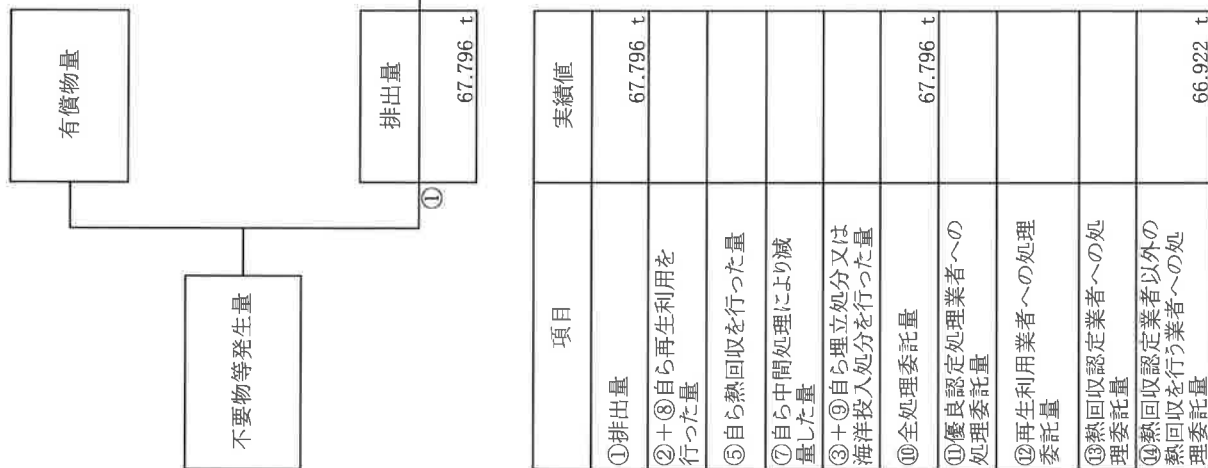 有償物量
不要物等発生量
排出量
①
67.796 t
項目
実績値
①排出量
67.796 t
②+⑧自ら再生利用を
行った量
⑤自ら熱回収を行った量
⑦自ら中間処理により減
量した量
③+⑨自ら埋立処分又は
海洋投入処分を行った量
⑩全処理委託量
67.796 t
⑪優良認定処理業者への
処理委託量
⑫再生利用業者への処理
委託量
⑬熱回収認定業者への処
理委託量
⑭熱回収認定業者以外の
熱回収を行う業者への処
理委託量
66.922 t